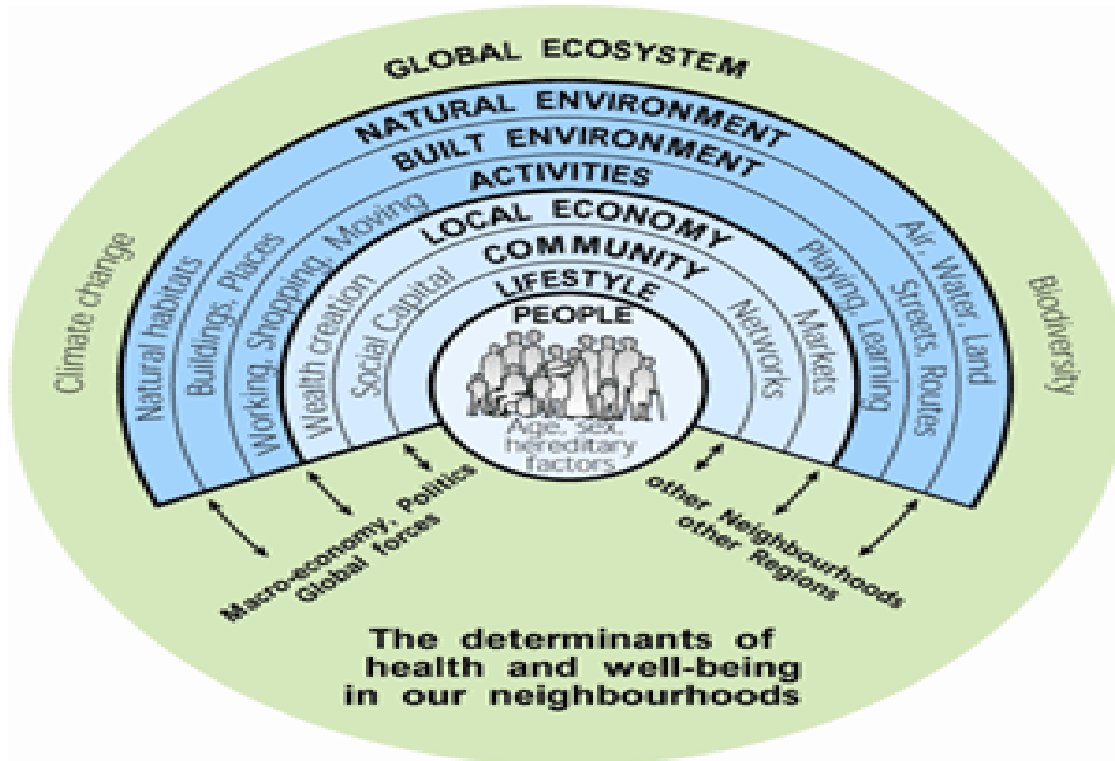 GLOBAL ECOSYSTEM
NATURAL ENVIRONMENT
BUILT ENVIRONMENT
ACTIVITIES
LOCAL ECONOMY
COMMUNITY
LIFESTYLE
PEOPLE
Age, sex,
hereditary
factors
Climate change
Natural habitats
Buildings, Places
Working, Shopping, Moving
Wealth creation
Social Capital
Networks
Markets
Playing, Learning
Streets, Routes
Air, Water, Land
Biodiversity
Macro-economy, Politics
Global forces
other Neighbourhoods
other Regions
The determinants of
health and well-being
in our neighbourhoods